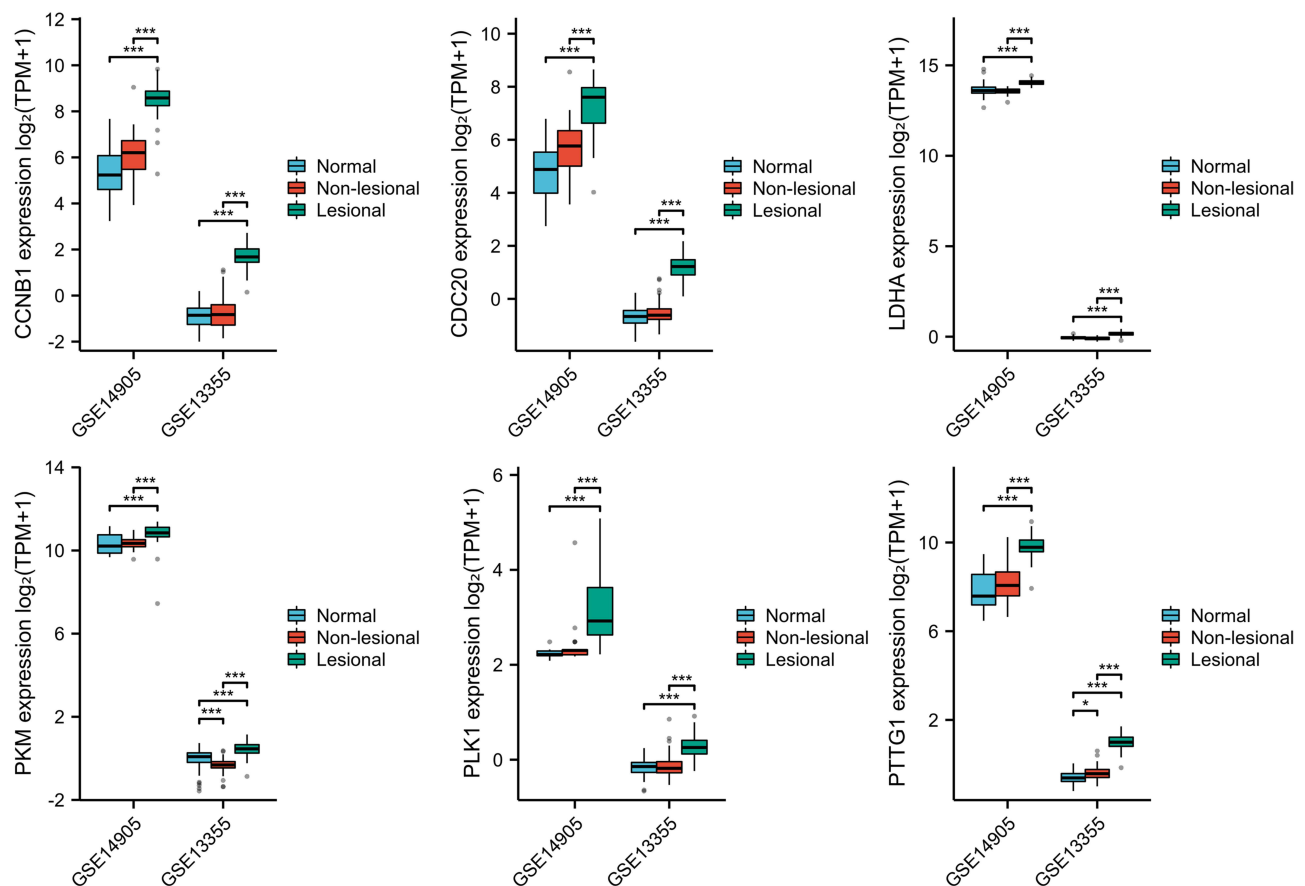 CCNB1 expression log₂(TPM+1)
12
10
8
6
4
2
0
-2
***
***
***
***
GSE14905
GSE13355
Normal
Non-lesional
Lesional
CDC20 expression log₂(TPM+1)
10
8
6
4
2
0
***
***
***
***
GSE14905
GSE13355
Normal
Non-lesional
Lesional
LDHA expression log₂(TPM+1)
15
5
0
***
***
***
***
GSE14905
GSE13355
Normal
Non-lesional
Lesional
PKM expression log₂(TPM+1)
14
10
6
2
-2
***
***
***
***
***
GSE14905
GSE13355
Normal
Non-lesional
Lesional
PLK1 expression log₂(TPM+1)
6
4
2
0
***
***
***
***
GSE14905
GSE13355
Normal
Non-lesional
Lesional
PTTG1 expression log₂(TPM+1)
10
6
2
***
***
***
***
*
GSE14905
GSE13355
Normal
Non-lesional
Lesional